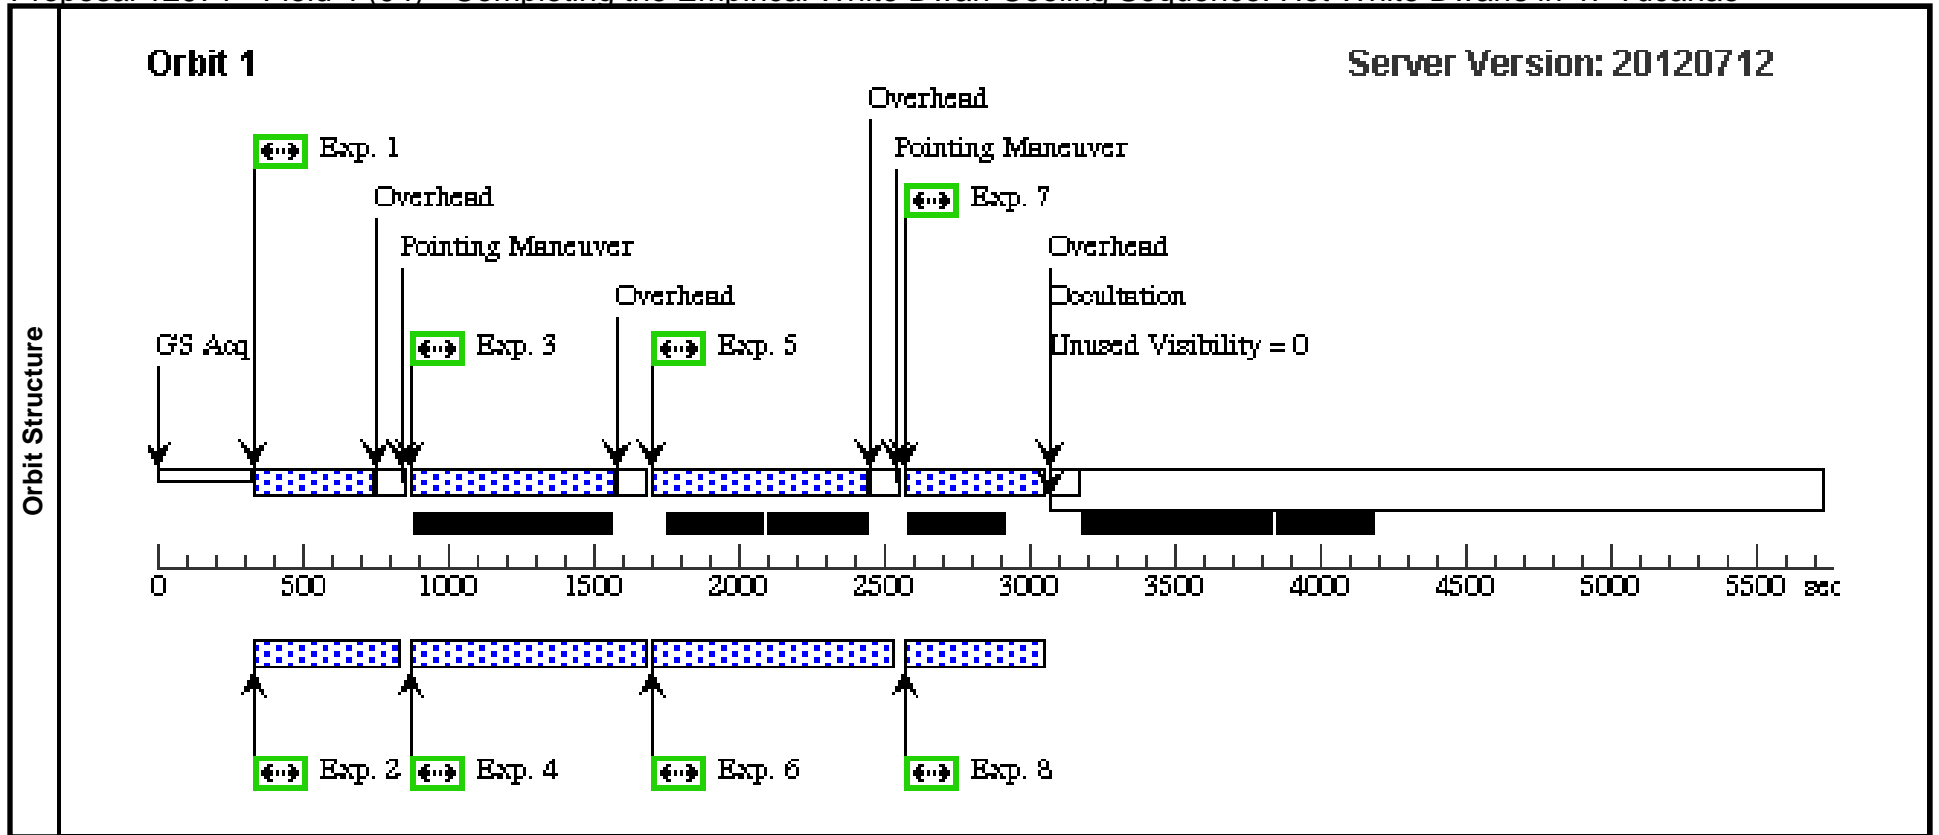 Orbit Structure
Orbit 1
Server Version: 20120712
Overhead
Exp. 1
Pointing Maneuver
Overhead
Exp. 7
Pointing Maneuver
Overhead
Overhead
Occultation
GS Acq
Exp. 3
Exp. 5
Unused Visibility = 0
0 500 1000 1500 2000 2500 3000 3500 4000 4500 5000 5500 sec
Exp. 2
Exp. 4
Exp. 6
Exp. 8